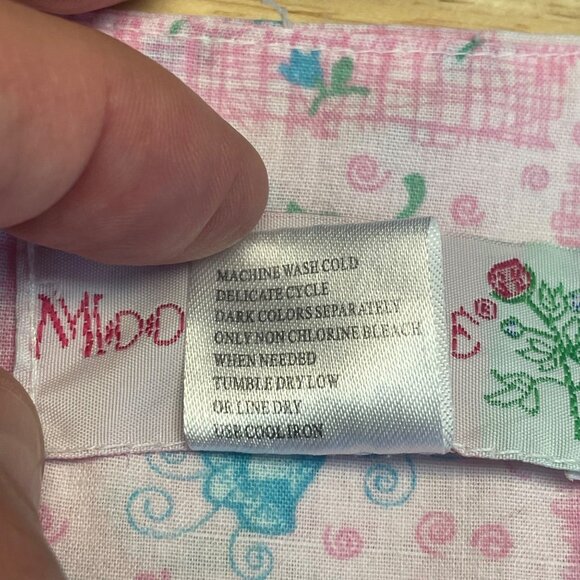 MACHINE WASH COLD
DELICATE CYCLE
DARK COLORS SEPARATELY
ONLY NON CHLORINE BLEACH
WHEN NEEDED
TUMBLE DRY LOW
OR LINE DRY
USE COOL IRON